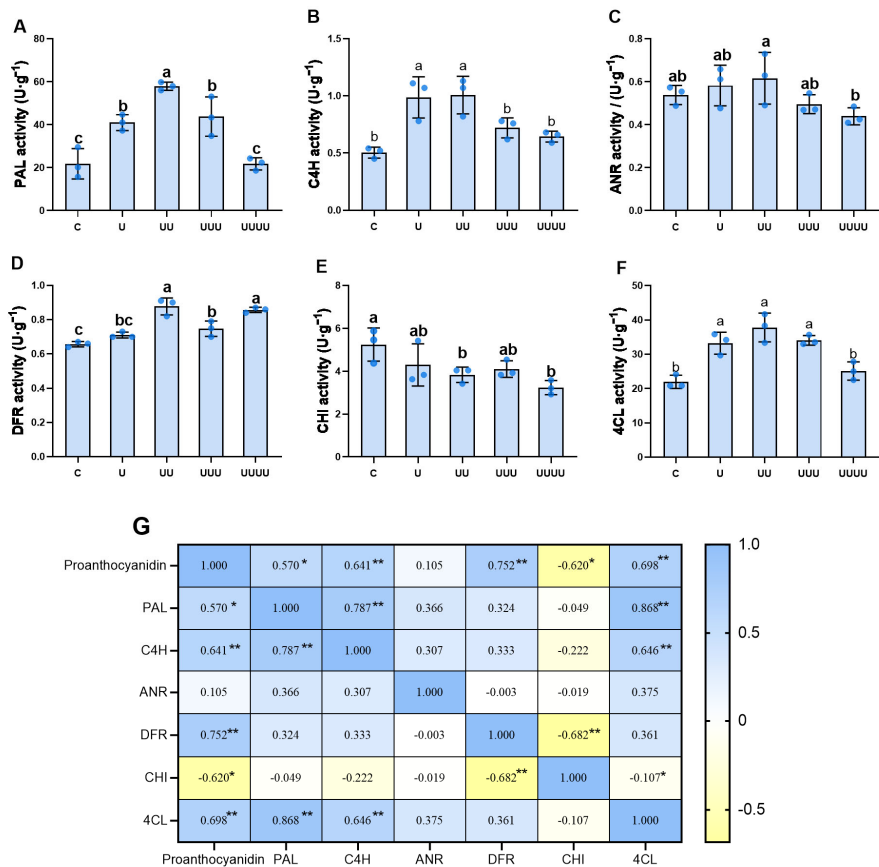 A
PAL activity (U·g⁻¹)
80
60
40
20
0
c
b
a
b
c
C
U
UU
UUU
UUUU
B
C4H activity (U·g⁻¹)
1.5
1.0
0.5
0.0
b
a
a
b
b
C
U
UU
UUU
UUUU
C
ANR activity / (U·g⁻¹)
0.8
0.6
0.4
0.2
0.0
ab
ab
a
ab
b
C
U
UU
UUU
UUUU
D
DFR activity (U·g⁻¹)
1.0
0.8
0.6
0.4
0.2
0.0
c
bc
a
b
a
C
U
UU
UUU
UUUU
E
CHI activity (U·g⁻¹)
8
6
4
2
0
a
ab
b
ab
b
C
U
UU
UUU
UUUU
F
4CL activity (U·g⁻¹)
50
40
30
20
10
0
b
a
a
a
b
C
U
UU
UUU
UUUU
G
Proanthocyanidin 1.000 0.570 * 0.641 ** 0.105 0.752 ** -0.620 * 0.698 **
PAL 0.570 * 1.000 0.787 ** 0.366 0.324 -0.049 0.868 **
C4H 0.641 ** 0.787 ** 1.000 0.307 0.333 -0.222 0.646 **
ANR 0.105 0.366 0.307 1.000 -0.003 -0.019 0.375
DFR 0.752 ** 0.324 0.333 -0.003 1.000 -0.682 ** 0.361
CHI -0.620 * -0.049 -0.222 -0.019 -0.682 ** 1.000 -0.107 *
4CL 0.698 ** 0.868 ** 0.646 ** 0.375 0.361 -0.107 1.000
Proanthocyanidin PAL C4H ANR DFR CHI 4CL
1.0
0.5
0
-0.5